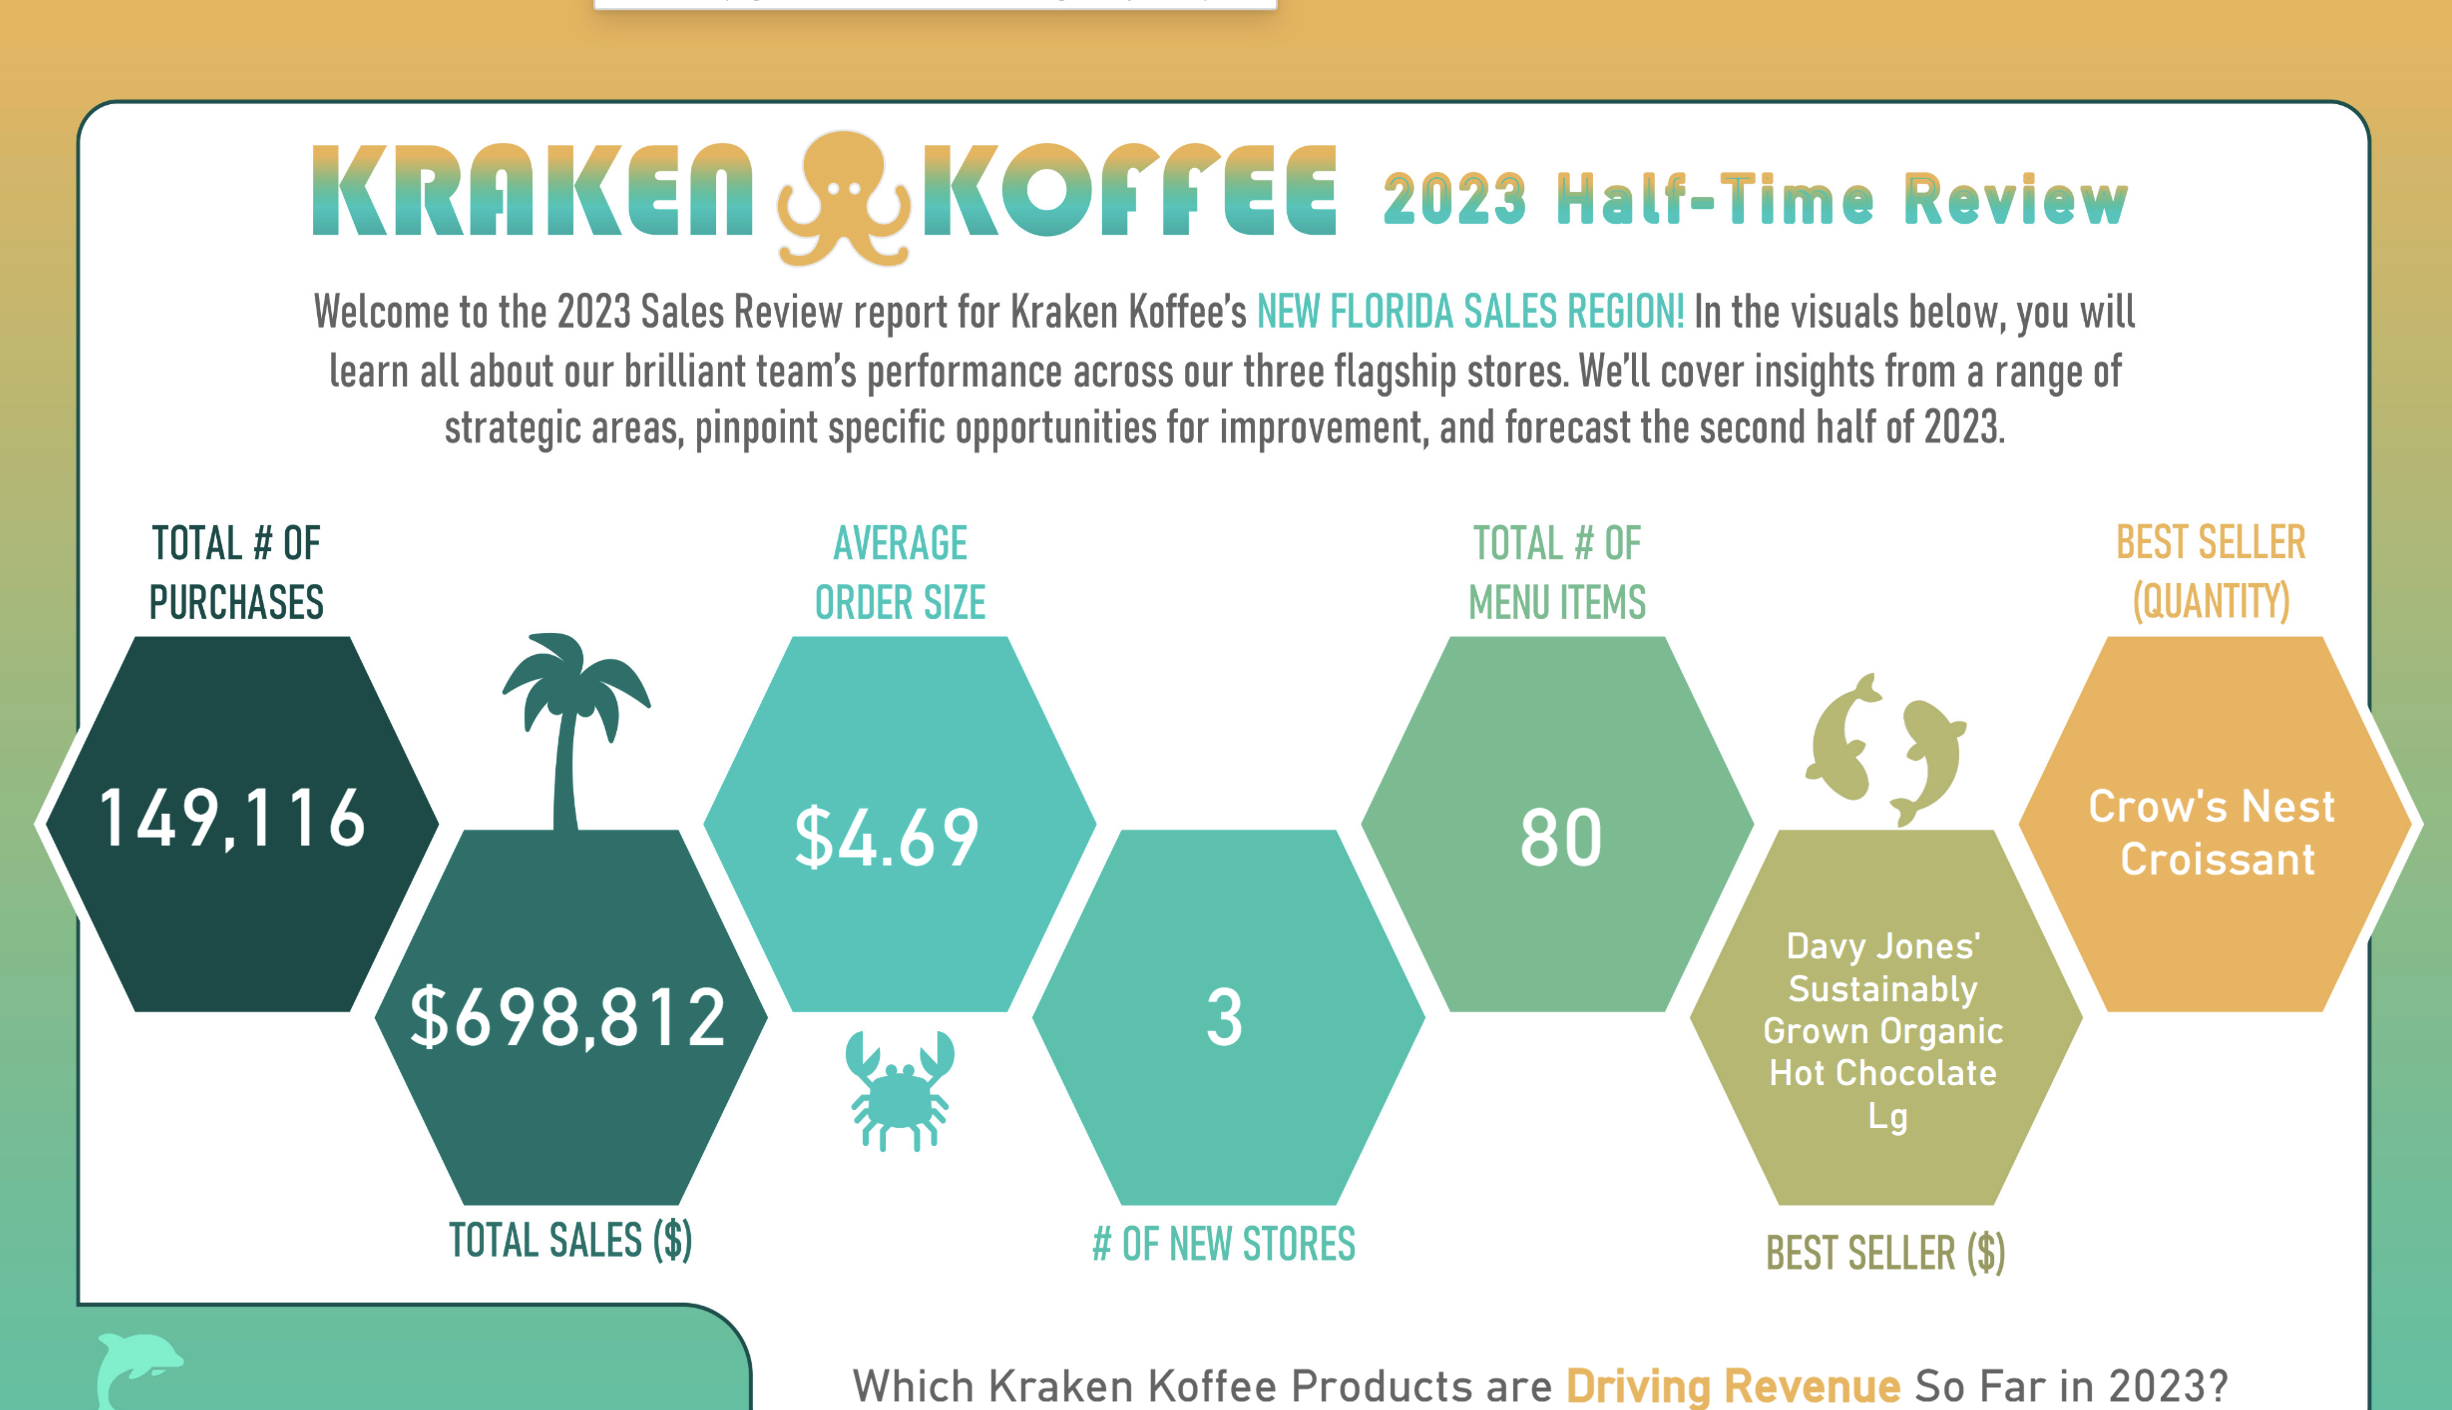 KRAKEN KOFFEE 2023 Half-Time Review
Welcome to the 2023 Sales Review report for Kraken Koffee's NEW FLORIDA SALES REGION! In the visuals below, you will
learn all about our brilliant team's performance across our three flagship stores. We'll cover insights from a range of
strategic areas, pinpoint specific opportunities for improvement, and forecast the second half of 2023.
TOTAL # OF
PURCHASES
149,116
$698,812
TOTAL SALES ($)
AVERAGE
ORDER SIZE
$4.69
3
# OF NEW STORES
TOTAL # OF
MENU ITEMS
80
Davy Jones'
Sustainably
Grown Organic
Hot Chocolate
Lg
BEST SELLER ($)
BEST SELLER
(QUANTITY)
Crow's Nest
Croissant
Which Kraken Koffee Products are Driving Revenue So Far in 2023?